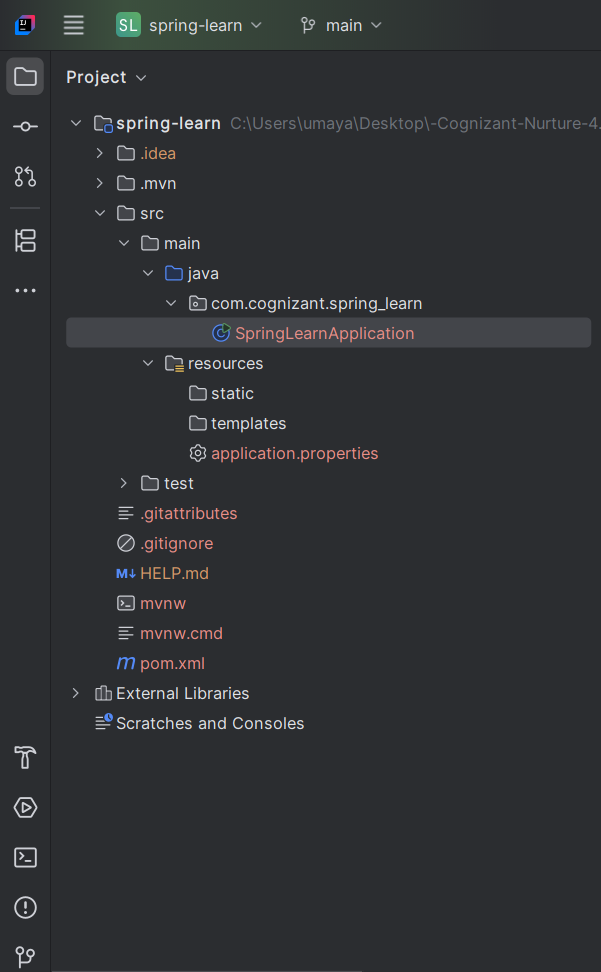 SL spring-learn main
Project
spring-learn C:\Users\umaya\Desktop\-Cognizant-Nurture-4.
.idea
.mvn
src
main
java
com.cognizant.spring_learn
SpringLearnApplication
resources
static
templates
application.properties
test
.gitattributes
.gitignore
M↓ HELP.md
mvnw
mvnw.cmd
m pom.xml
External Libraries
Scratches and Consoles